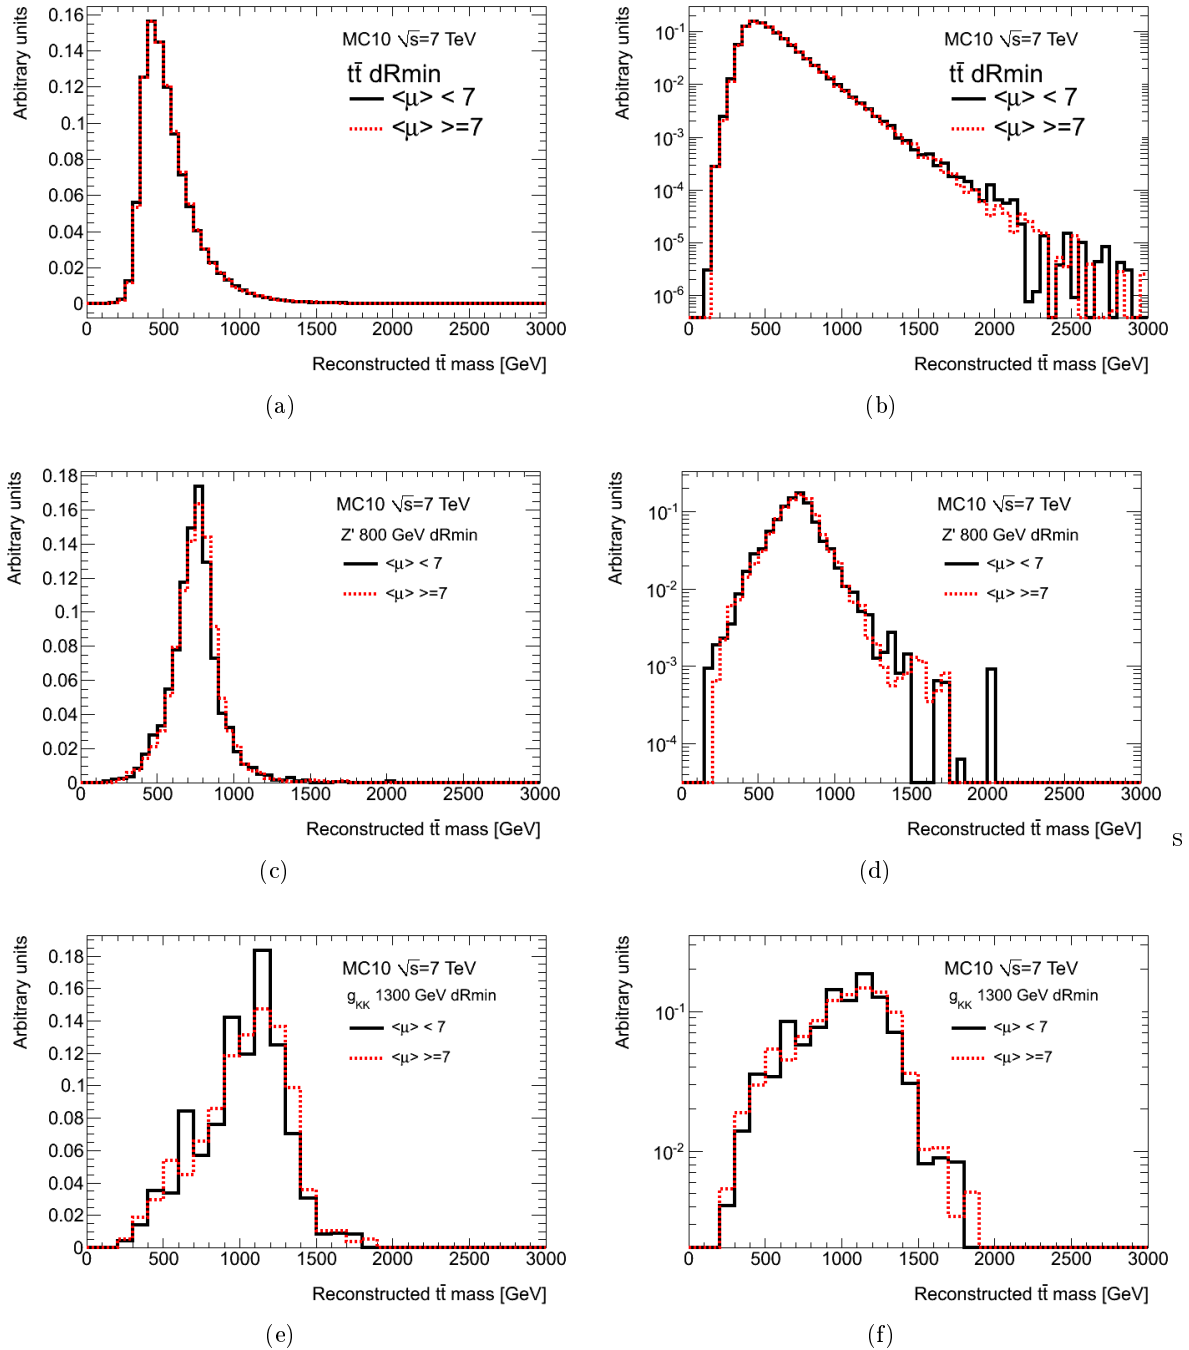 Arbitrary units
0.16
0.14
0.12
0.1
0.08
0.06
0.04
0.02
0
MC10 √s=7 TeV
tt̄ dRmin
<μ> < 7
<μ> >=7
0 500 1000 1500 2000 2500 3000
Reconstructed tt̄ mass [GeV]
(a)
Arbitrary units
10⁻¹
10⁻²
10⁻³
10⁻⁴
10⁻⁵
10⁻⁶
MC10 √s=7 TeV
tt̄ dRmin
<μ> < 7
<μ> >=7
0 500 1000 1500 2000 2500 3000
Reconstructed tt̄ mass [GeV]
(b)
Arbitrary units
0.18
0.16
0.14
0.12
0.1
0.08
0.06
0.04
0.02
0
MC10 √s=7 TeV
Z' 800 GeV dRmin
<μ> < 7
<μ> >=7
0 500 1000 1500 2000 2500 3000
Reconstructed tt̄ mass [GeV]
(c)
Arbitrary units
10⁻¹
10⁻²
10⁻³
10⁻⁴
MC10 √s=7 TeV
Z' 800 GeV dRmin
<μ> < 7
<μ> >=7
0 500 1000 1500 2000 2500 3000
Reconstructed tt̄ mass [GeV]
s
(d)
Arbitrary units
0.18
0.16
0.14
0.12
0.1
0.08
0.06
0.04
0.02
0
MC10 √s=7 TeV
g_KK 1300 GeV dRmin
<μ> < 7
<μ> >=7
0 500 1000 1500 2000 2500 3000
Reconstructed tt̄ mass [GeV]
(e)
Arbitrary units
10⁻¹
10⁻²
MC10 √s=7 TeV
g_KK 1300 GeV dRmin
<μ> < 7
<μ> >=7
0 500 1000 1500 2000 2500 3000
Reconstructed tt̄ mass [GeV]
(f)